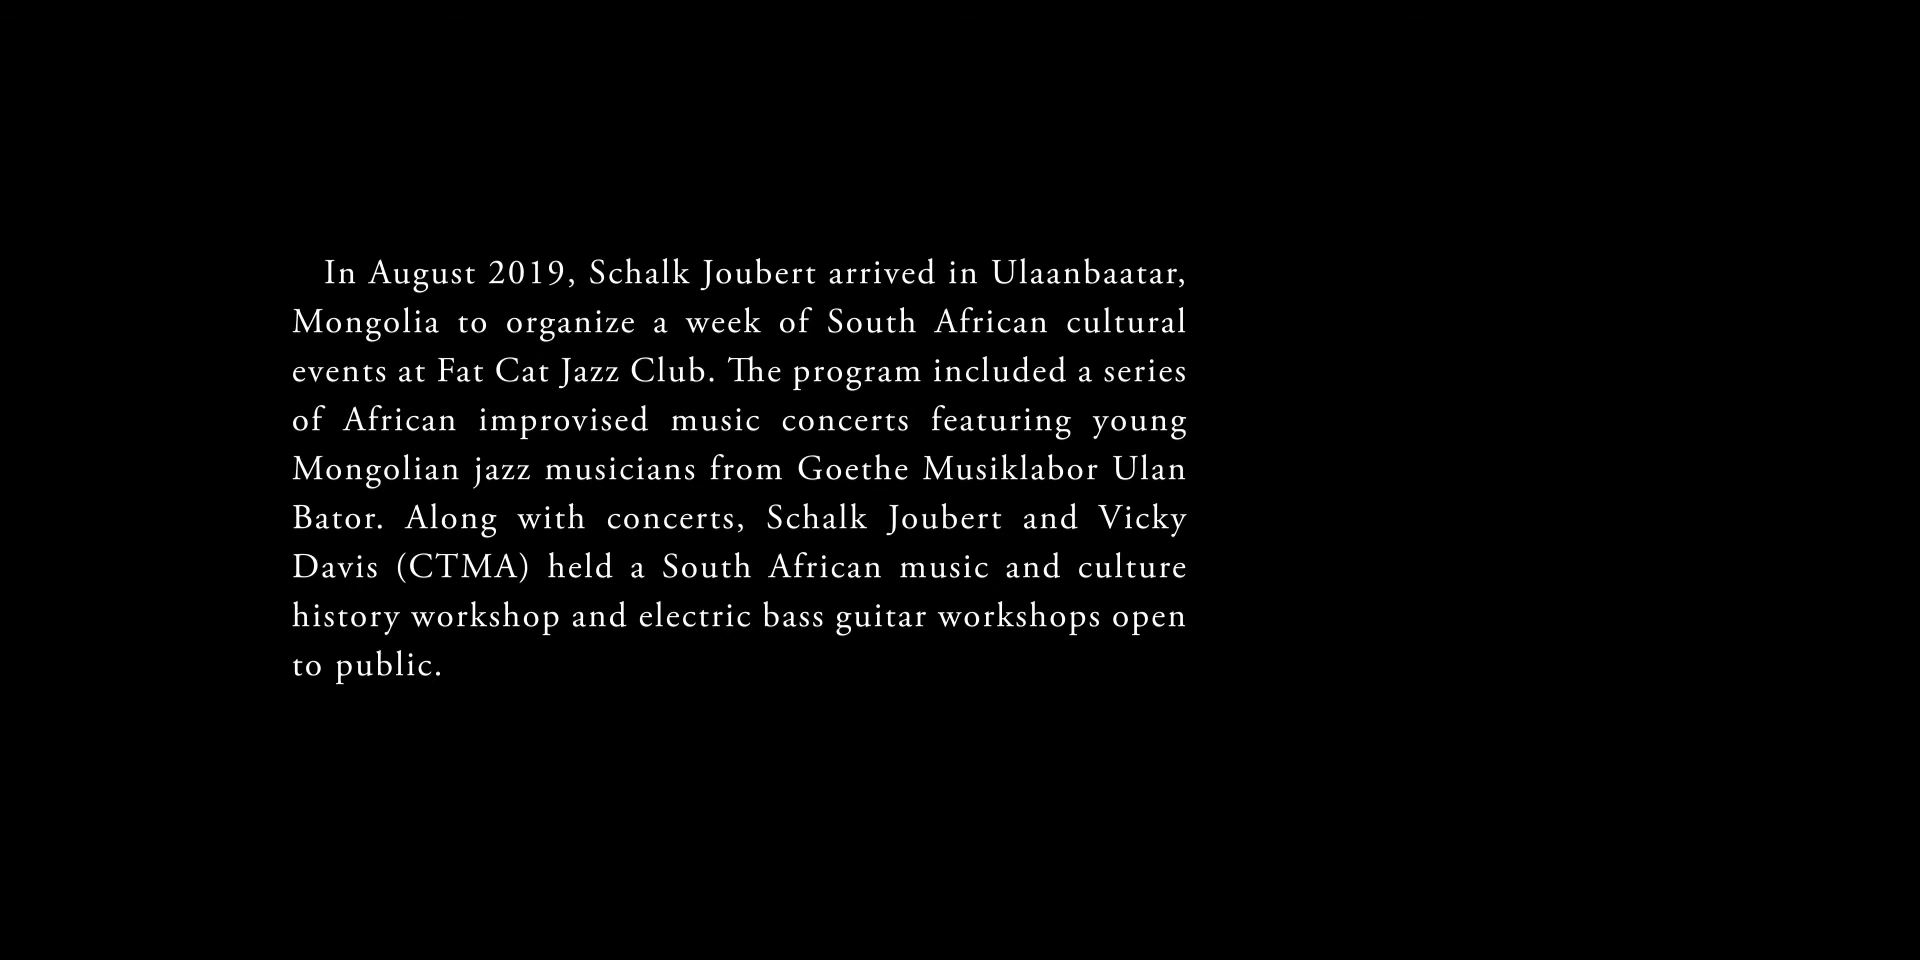 In August 2019, Schalk Joubert arrived in Ulaanbaatar,
Mongolia to organize a week of South African cultural
events at Fat Cat Jazz Club. The program included a series
of African improvised music concerts featuring young
Mongolian jazz musicians from Goethe Musiklabor Ulan
Bator. Along with concerts, Schalk Joubert and Vicky
Davis (CTMA) held a South African music and culture
history workshop and electric bass guitar workshops open
to public.